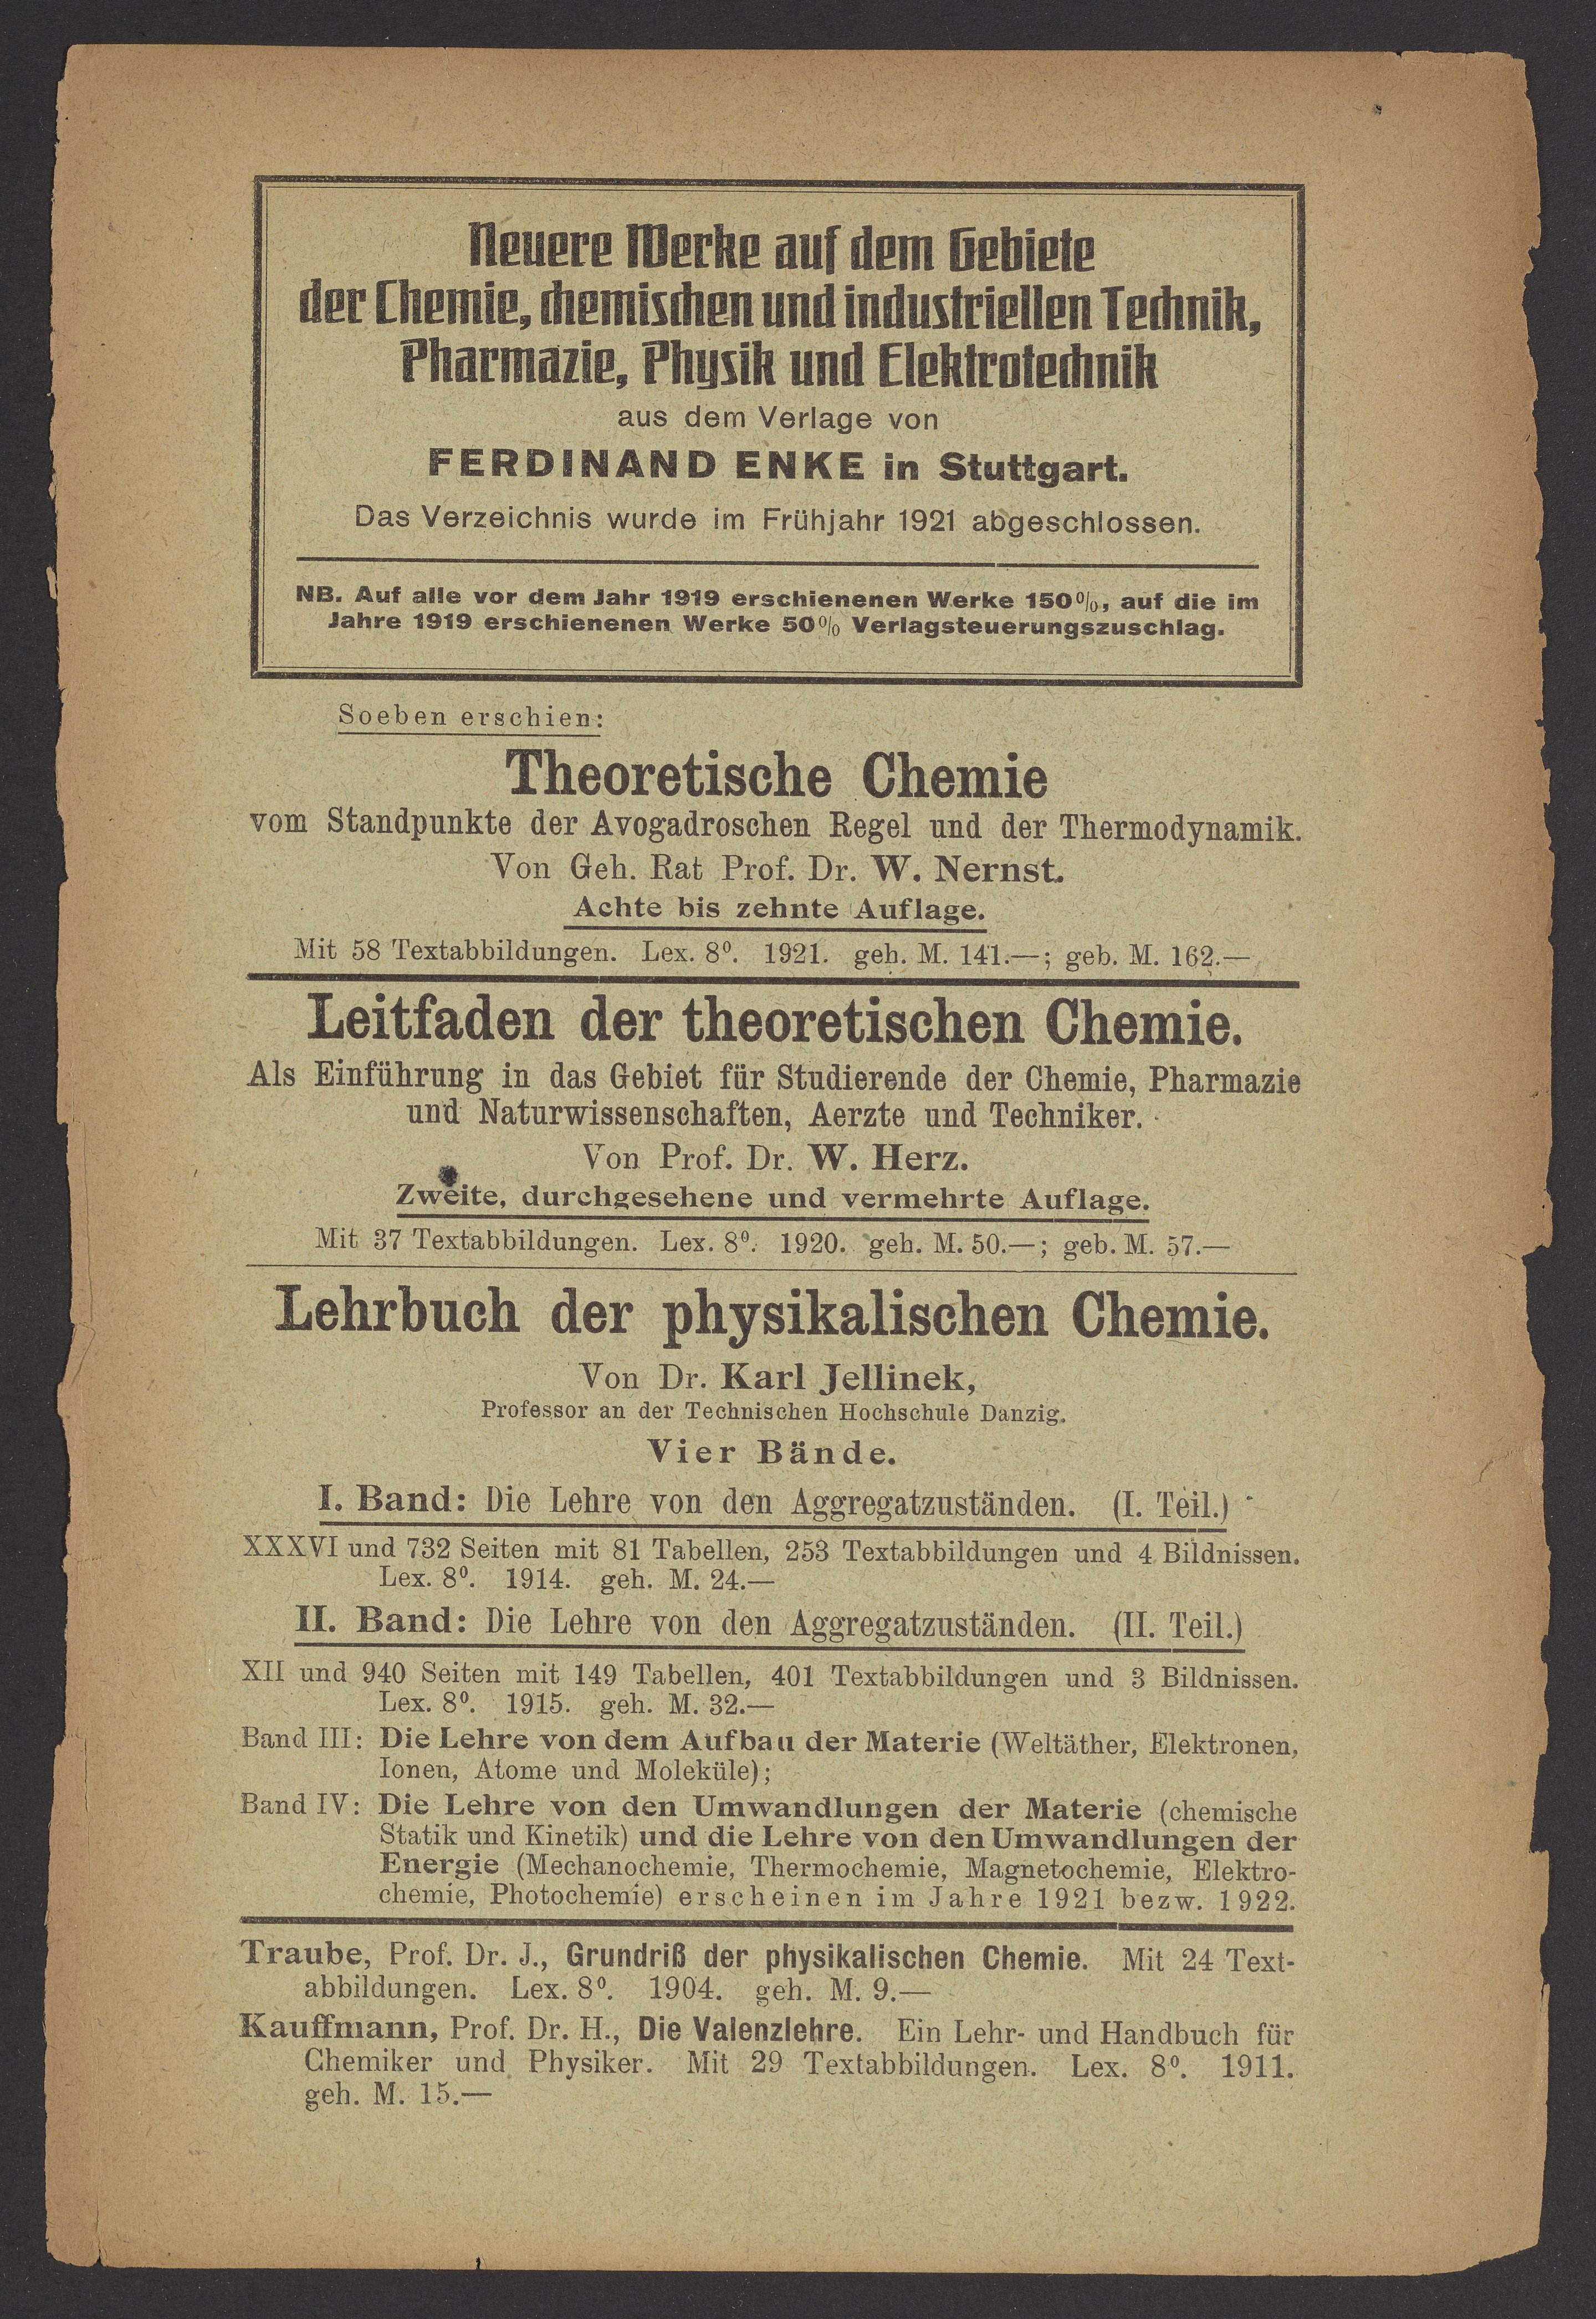 Neuere Werke auf dem Gebiete
der Chemie, chemischen und industriellen Technik,
Pharmazie, Physik und Elektrotechnik
aus dem Verlage von
FERDINAND ENKE in Stuttgart.
Das Verzeichnis wurde im Frühjahr 1921 abgeschlossen.
NB. Auf alle vor dem Jahr 1919 erschienenen Werke 150%, auf die im
Jahre 1919 erschienenen Werke 50% Verlagsteuerungszuschlag.
Soeben erschien:
Theoretische Chemie
vom Standpunkte der Avogadroschen Regel und der Thermodynamik.
Von Geh. Rat Prof. Dr. W. Nernst.
Achte bis zehnte Auflage.
Mit 58 Textabbildungen. Lex. 8⁰. 1921. geh. M. 141.—; geb. M. 162.—
Leitfaden der theoretischen Chemie.
Als Einführung in das Gebiet für Studierende der Chemie, Pharmazie
und Naturwissenschaften, Aerzte und Techniker.
Von Prof. Dr. W. Herz.
Zweite, durchgesehene und vermehrte Auflage.
Mit 37 Textabbildungen. Lex. 8⁰. 1920. geh. M. 50.—; geb. M. 57.—
Lehrbuch der physikalischen Chemie.
Von Dr. Karl Jellinek,
Professor an der Technischen Hochschule Danzig.
Vier Bände.
I. Band: Die Lehre von den Aggregatzuständen. (I. Teil.)
XXXVI und 732 Seiten mit 81 Tabellen, 253 Textabbildungen und 4 Bildnissen.
Lex. 8⁰. 1914. geh. M. 24.—
II. Band: Die Lehre von den Aggregatzuständen. (II. Teil.)
XII und 940 Seiten mit 149 Tabellen, 401 Textabbildungen und 3 Bildnissen.
Lex. 8⁰. 1915. geh. M. 32.—
Band III: Die Lehre von dem Aufbau der Materie (Weltäther, Elektronen,
Ionen, Atome und Moleküle);
Band IV: Die Lehre von den Umwandlungen der Materie (chemische
Statik und Kinetik) und die Lehre von den Umwandlungen der
Energie (Mechanochemie, Thermochemie, Magnetochemie, Elektro-
chemie, Photochemie) erscheinen im Jahre 1921 bezw. 1922.
Traube, Prof. Dr. J., Grundriß der physikalischen Chemie. Mit 24 Text-
abbildungen. Lex. 8⁰. 1904. geh. M. 9.—
Kauffmann, Prof. Dr. H., Die Valenzlehre. Ein Lehr- und Handbuch für
Chemiker und Physiker. Mit 29 Textabbildungen. Lex. 8⁰. 1911.
geh. M. 15.—